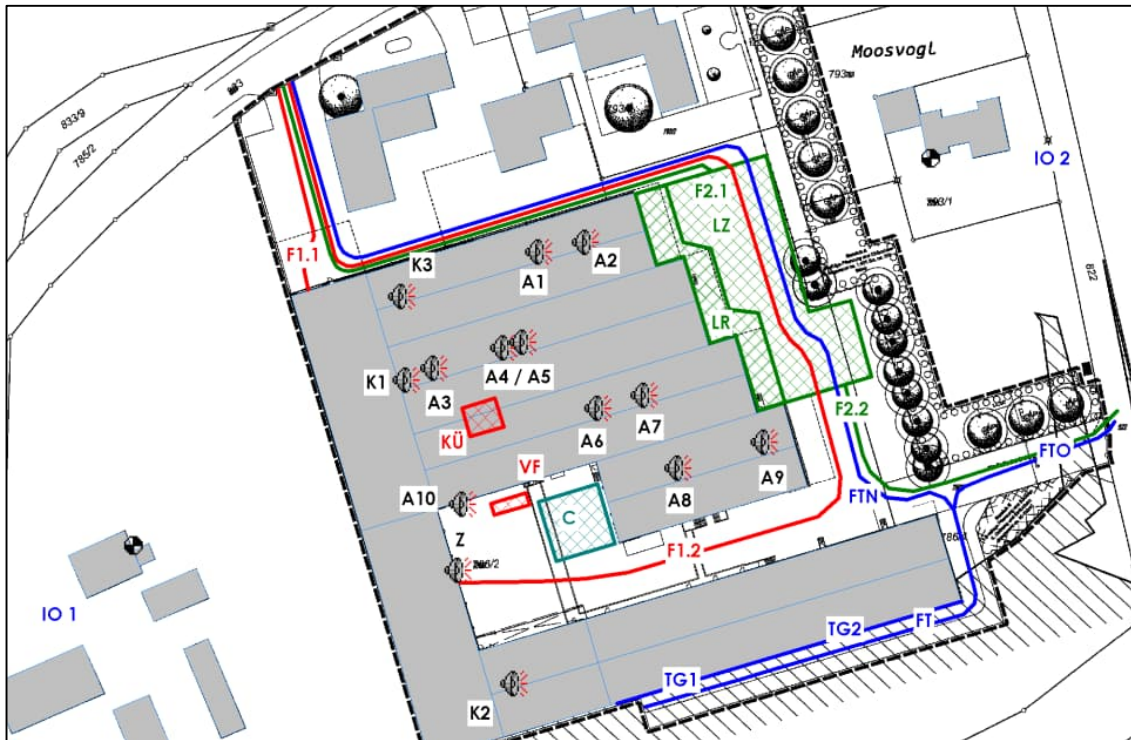 Moosvogl
833/9
785/2
793/1
IO 2
822
F2.1
LZ
F1.1
K3
A1
A2
LR
K1
A3
A4 / A5
KÜ
A6
A7
F2.2
VF
A10
A8
A9
FTN
FTO
C
Z
F1.2
IO 1
TG2
FT
TG1
K2